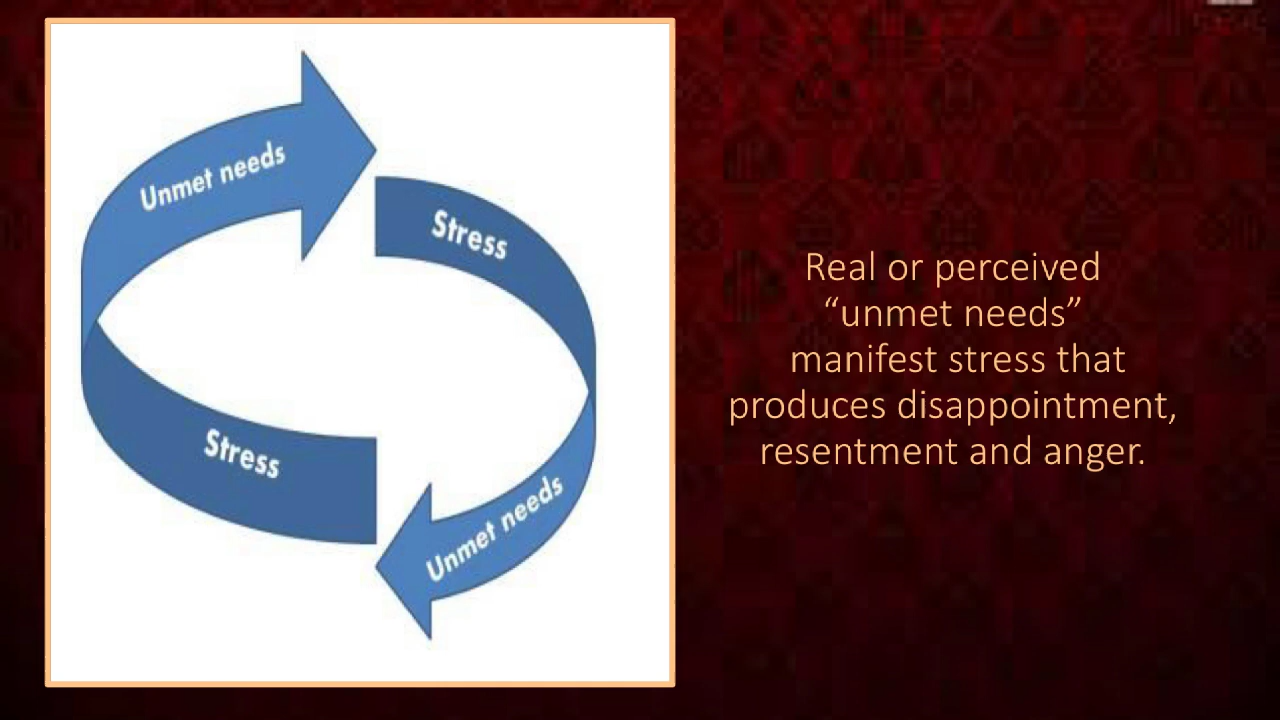 Unmet needs
Stress
Stress
Unmet needs
Real or perceived
“unmet needs”
manifest stress that
produces disappointment,
resentment and anger.